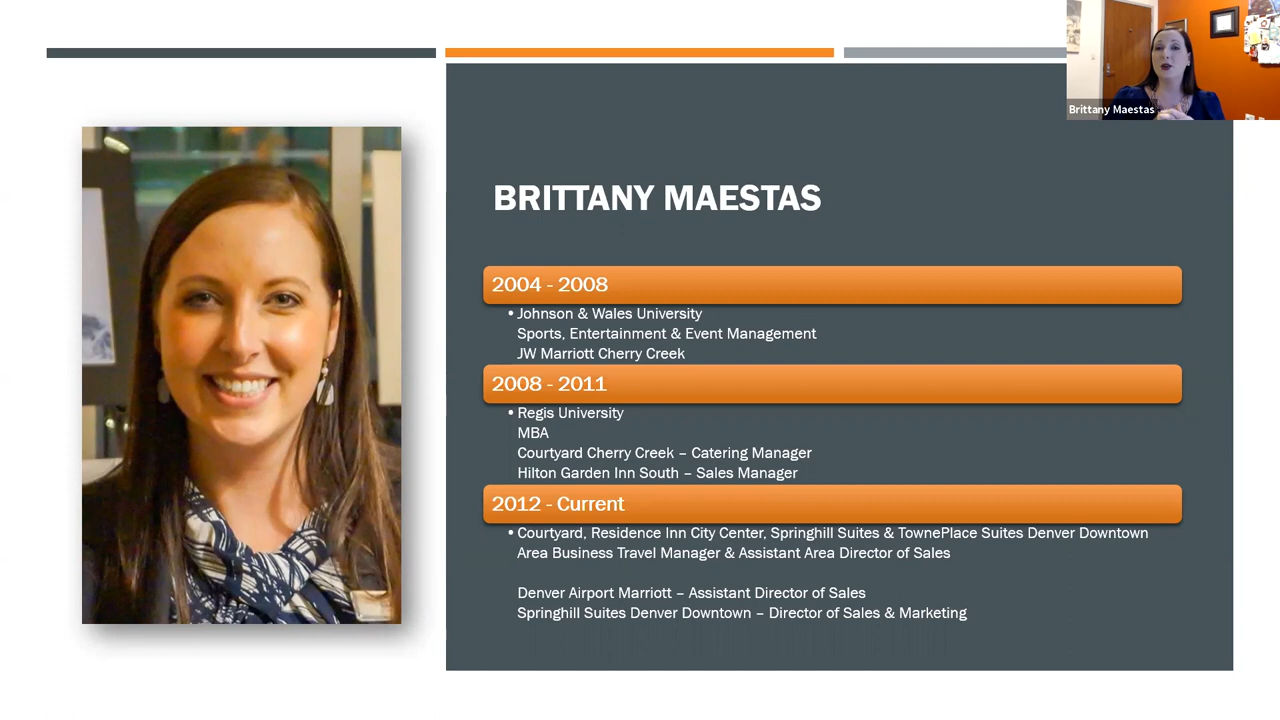 Brittany Maestas
BRITTANY MAESTAS
2004 - 2008
• Johnson & Wales University
Sports, Entertainment & Event Management
JW Marriott Cherry Creek
2008 - 2011
• Regis University
MBA
Courtyard Cherry Creek – Catering Manager
Hilton Garden Inn South – Sales Manager
2012 - Current
• Courtyard, Residence Inn City Center, Springhill Suites & TownePlace Suites Denver Downtown
Area Business Travel Manager & Assistant Area Director of Sales
Denver Airport Marriott – Assistant Director of Sales
Springhill Suites Denver Downtown – Director of Sales & Marketing